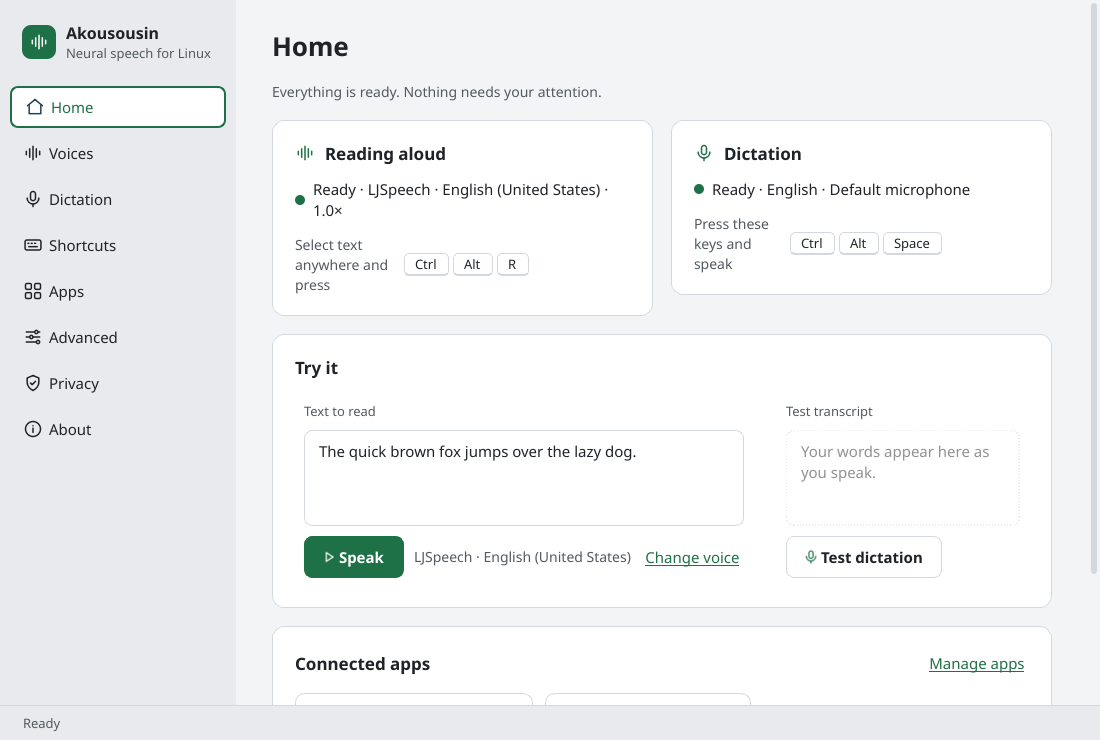 Akousousin
Neural speech for Linux
Home
Voices
Dictation
Shortcuts
Apps
Advanced
Privacy
About
Home
Everything is ready. Nothing needs your attention.
Reading aloud
Ready · LJSpeech · English (United States) ·
1.0×
Select text
anywhere and
press
Ctrl Alt R
Dictation
Ready · English · Default microphone
Press these
keys and
speak
Ctrl Alt Space
Try it
Text to read
The quick brown fox jumps over the lazy dog.
Speak
LJSpeech · English (United States)
Change voice
Test transcript
Your words appear here as
you speak.
Test dictation
Connected apps
Manage apps
Ready